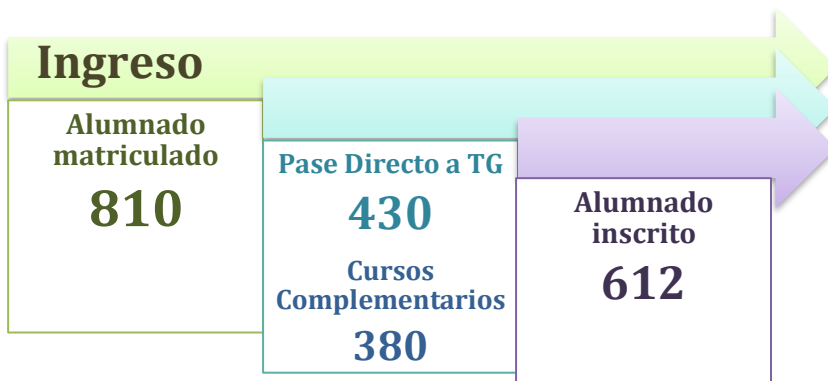 Ingreso
Alumnado
matriculado
810
Pase Directo a TG
430
Cursos
Complementarios
380
Alumnado
inscrito
612